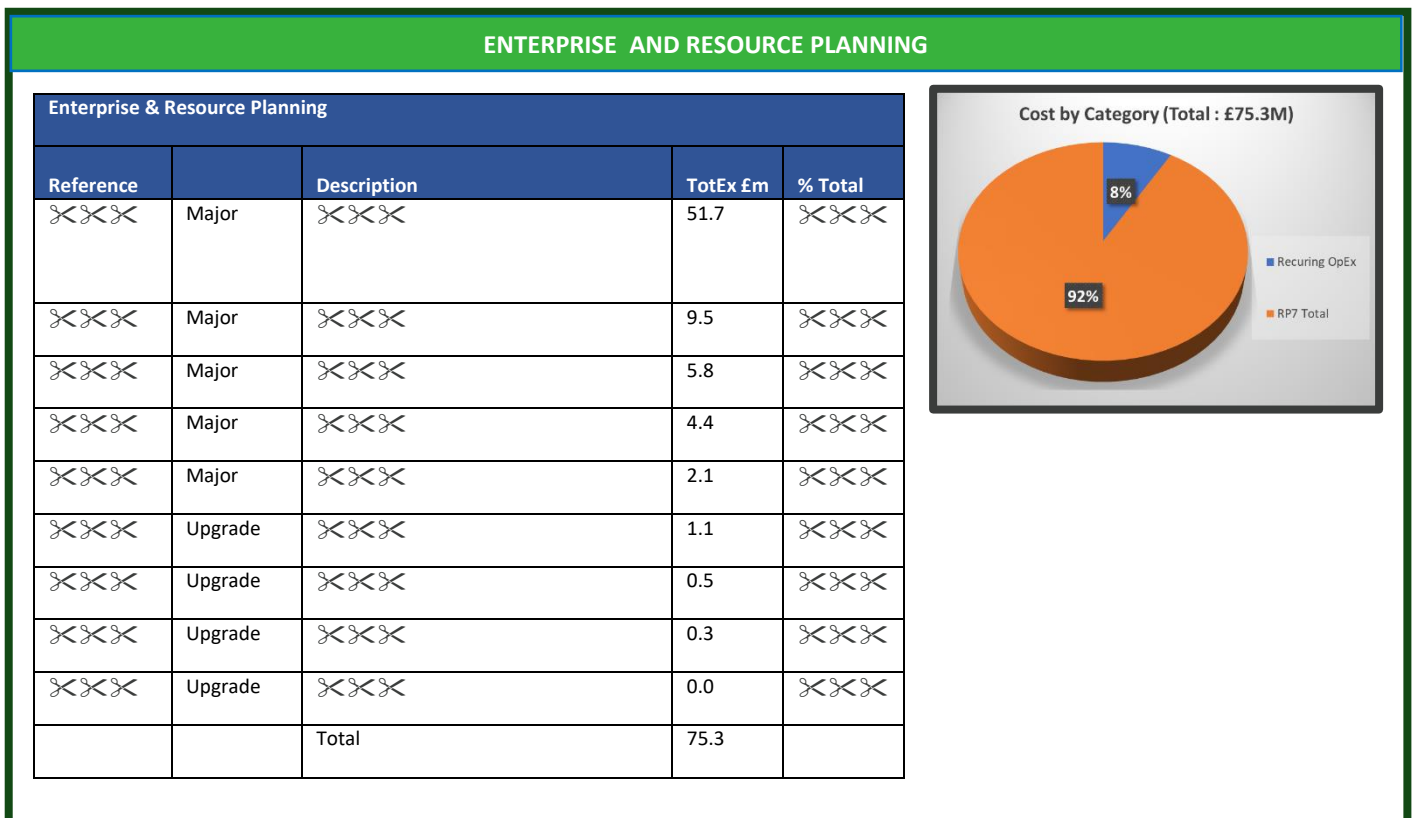 ENTERPRISE AND RESOURCE PLANNING
Enterprise & Resource Planning
Reference Description TotEx £m % Total
✂✂✂ Major ✂✂✂ 51.7 ✂✂✂
✂✂✂ Major ✂✂✂ 9.5 ✂✂✂
✂✂✂ Major ✂✂✂ 5.8 ✂✂✂
✂✂✂ Major ✂✂✂ 4.4 ✂✂✂
✂✂✂ Major ✂✂✂ 2.1 ✂✂✂
✂✂✂ Upgrade ✂✂✂ 1.1 ✂✂✂
✂✂✂ Upgrade ✂✂✂ 0.5 ✂✂✂
✂✂✂ Upgrade ✂✂✂ 0.3 ✂✂✂
✂✂✂ Upgrade ✂✂✂ 0.0 ✂✂✂
Total 75.3
Cost by Category (Total : £75.3M)
8%
92%
Recuring OpEx
RP7 Total